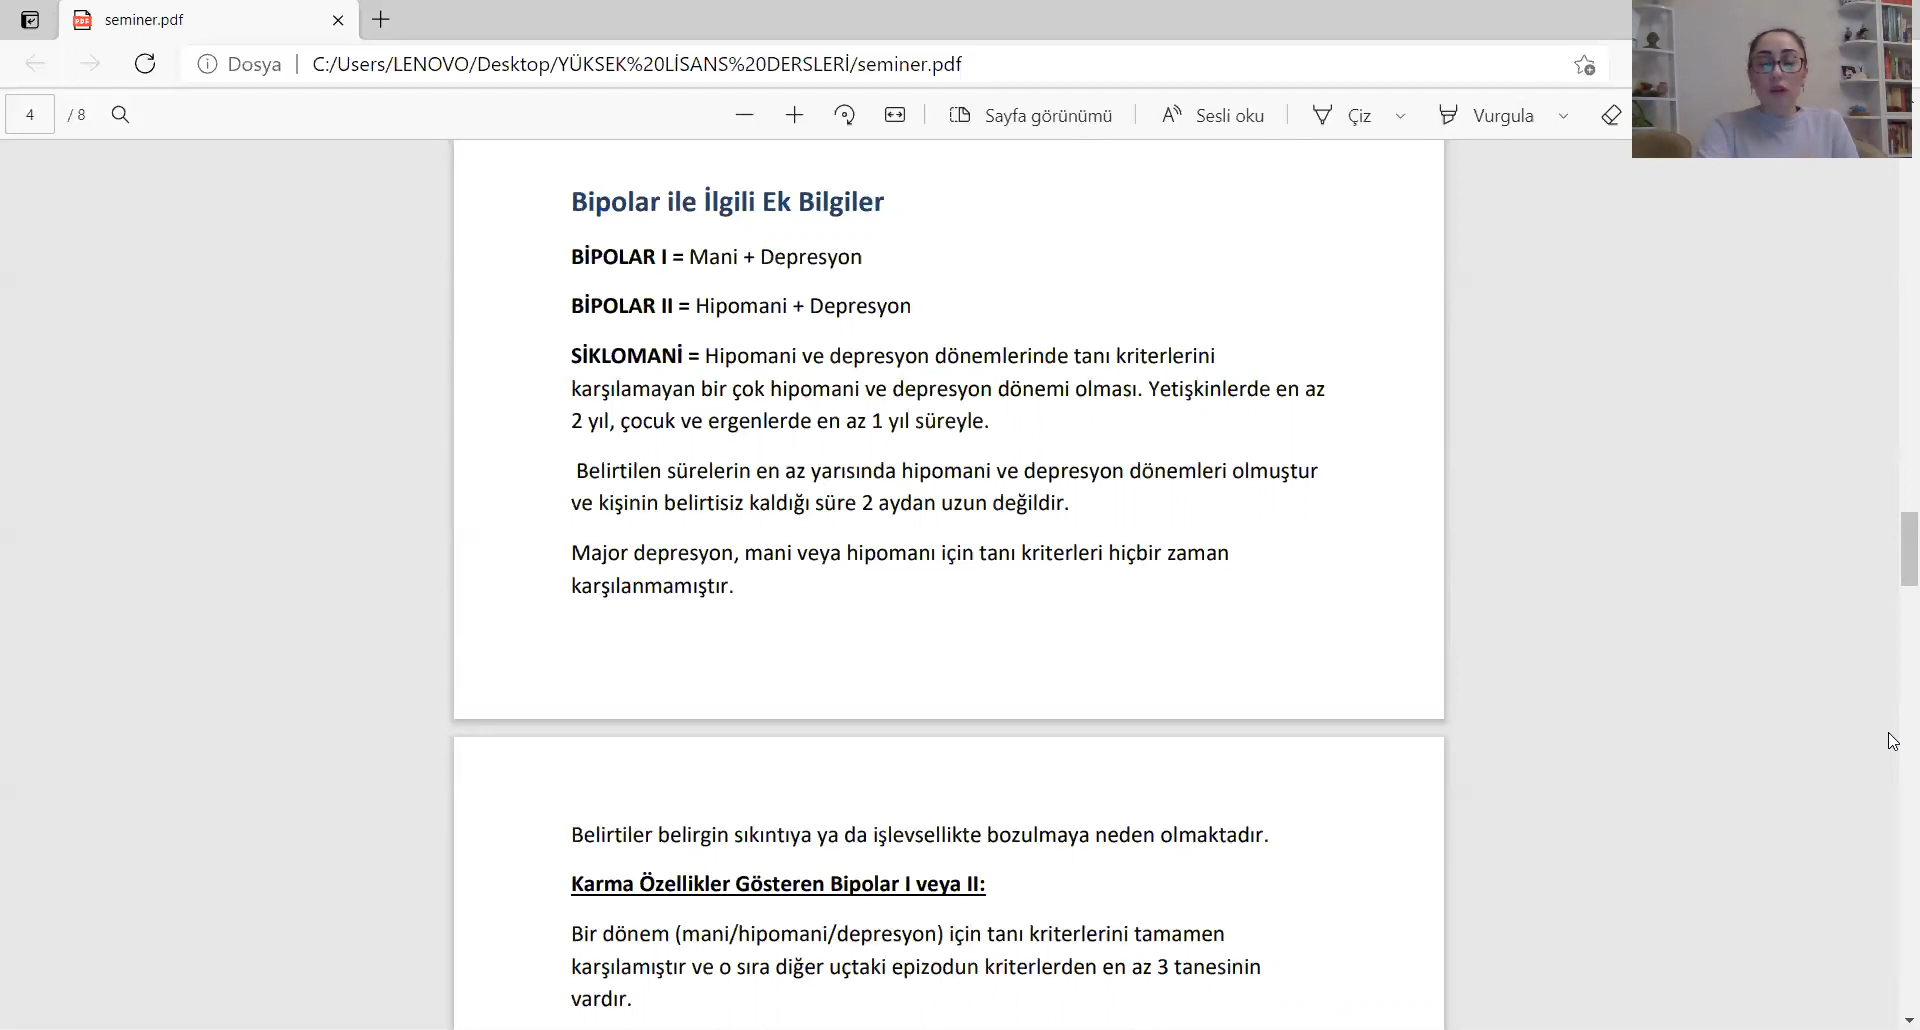 seminer.pdf
Dosya | C:/Users/LENOVO/Desktop/YÜKSEK%20LİSANS%20DERSLERİ/seminer.pdf
4 / 8 Sayfa görünümü Sesli oku Çiz Vurgula
Bipolar ile İlgili Ek Bilgiler
BİPOLAR I = Mani + Depresyon
BİPOLAR II = Hipomani + Depresyon
SİKLOMANİ = Hipomani ve depresyon dönemlerinde tanı kriterlerini
karşılamayan bir çok hipomani ve depresyon dönemi olması. Yetişkinlerde en az
2 yıl, çocuk ve ergenlerde en az 1 yıl süreyle.
Belirtilen sürelerin en az yarısında hipomani ve depresyon dönemleri olmuştur
ve kişinin belirtisiz kaldığı süre 2 aydan uzun değildir.
Major depresyon, mani veya hipomanı için tanı kriterleri hiçbir zaman
karşılanmamıştır.
Belirtiler belirgin sıkıntıya ya da işlevsellikte bozulmaya neden olmaktadır.
Karma Özellikler Gösteren Bipolar I veya II:
Bir dönem (mani/hipomani/depresyon) için tanı kriterlerini tamamen
karşılamıştır ve o sıra diğer uçtaki epizodun kriterlerden en az 3 tanesinin
vardır.